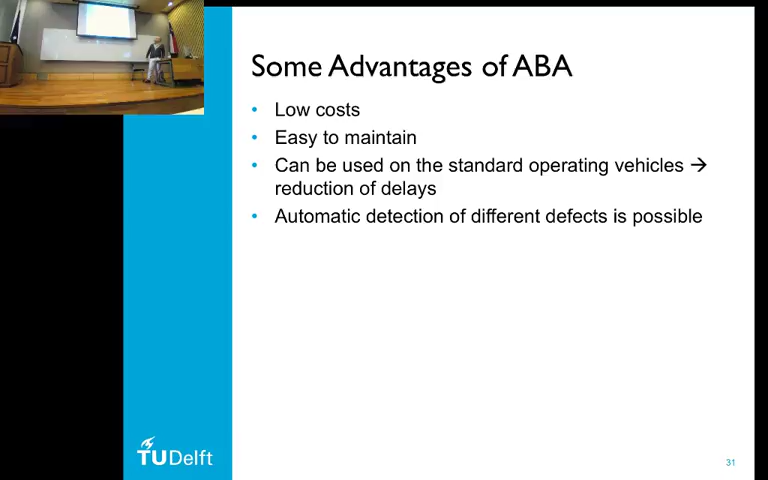 Some Advantages of ABA
• Low costs
• Easy to maintain
• Can be used on the standard operating vehicles →
reduction of delays
• Automatic detection of different defects is possible
TUDelft
31